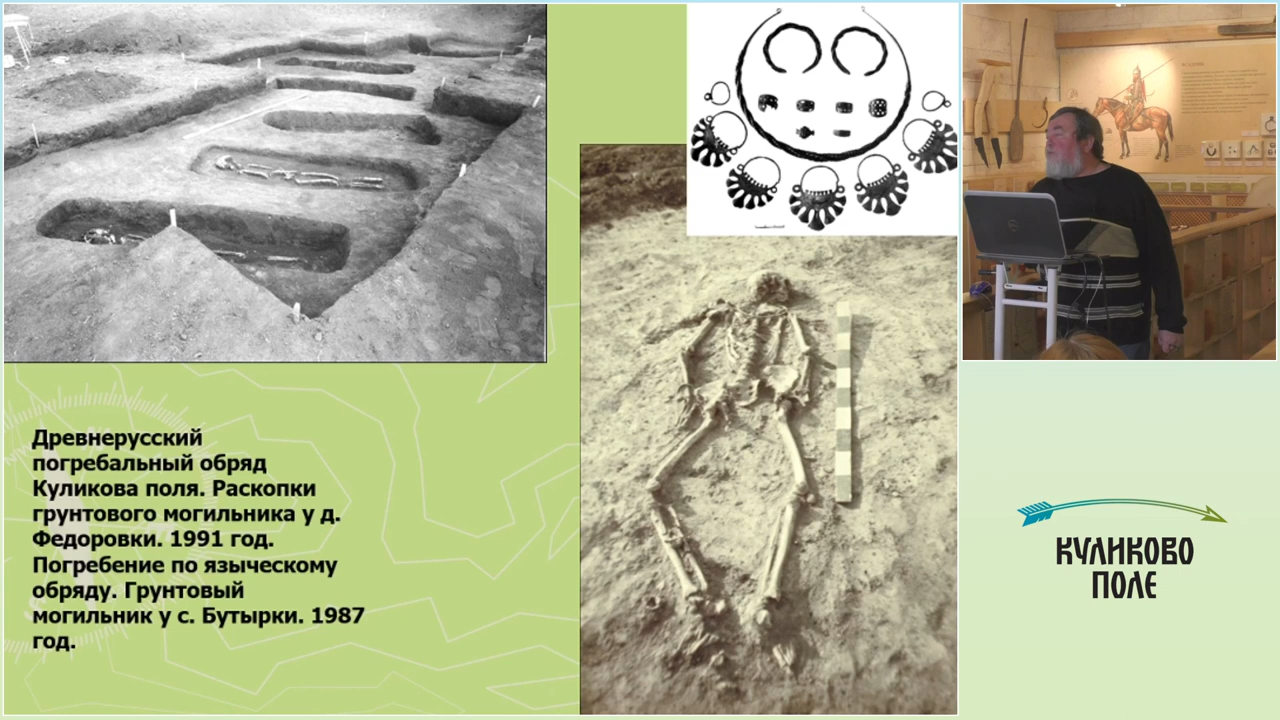 Древнерусский
погребальный обряд
Куликова поля. Раскопки
грунтового могильника у д.
Федоровки. 1991 год.
Погребение по языческому
обряду. Грунтовый
могильник у с. Бутырки. 1987
год.
КУЛИКОВО
ПОЛЕ